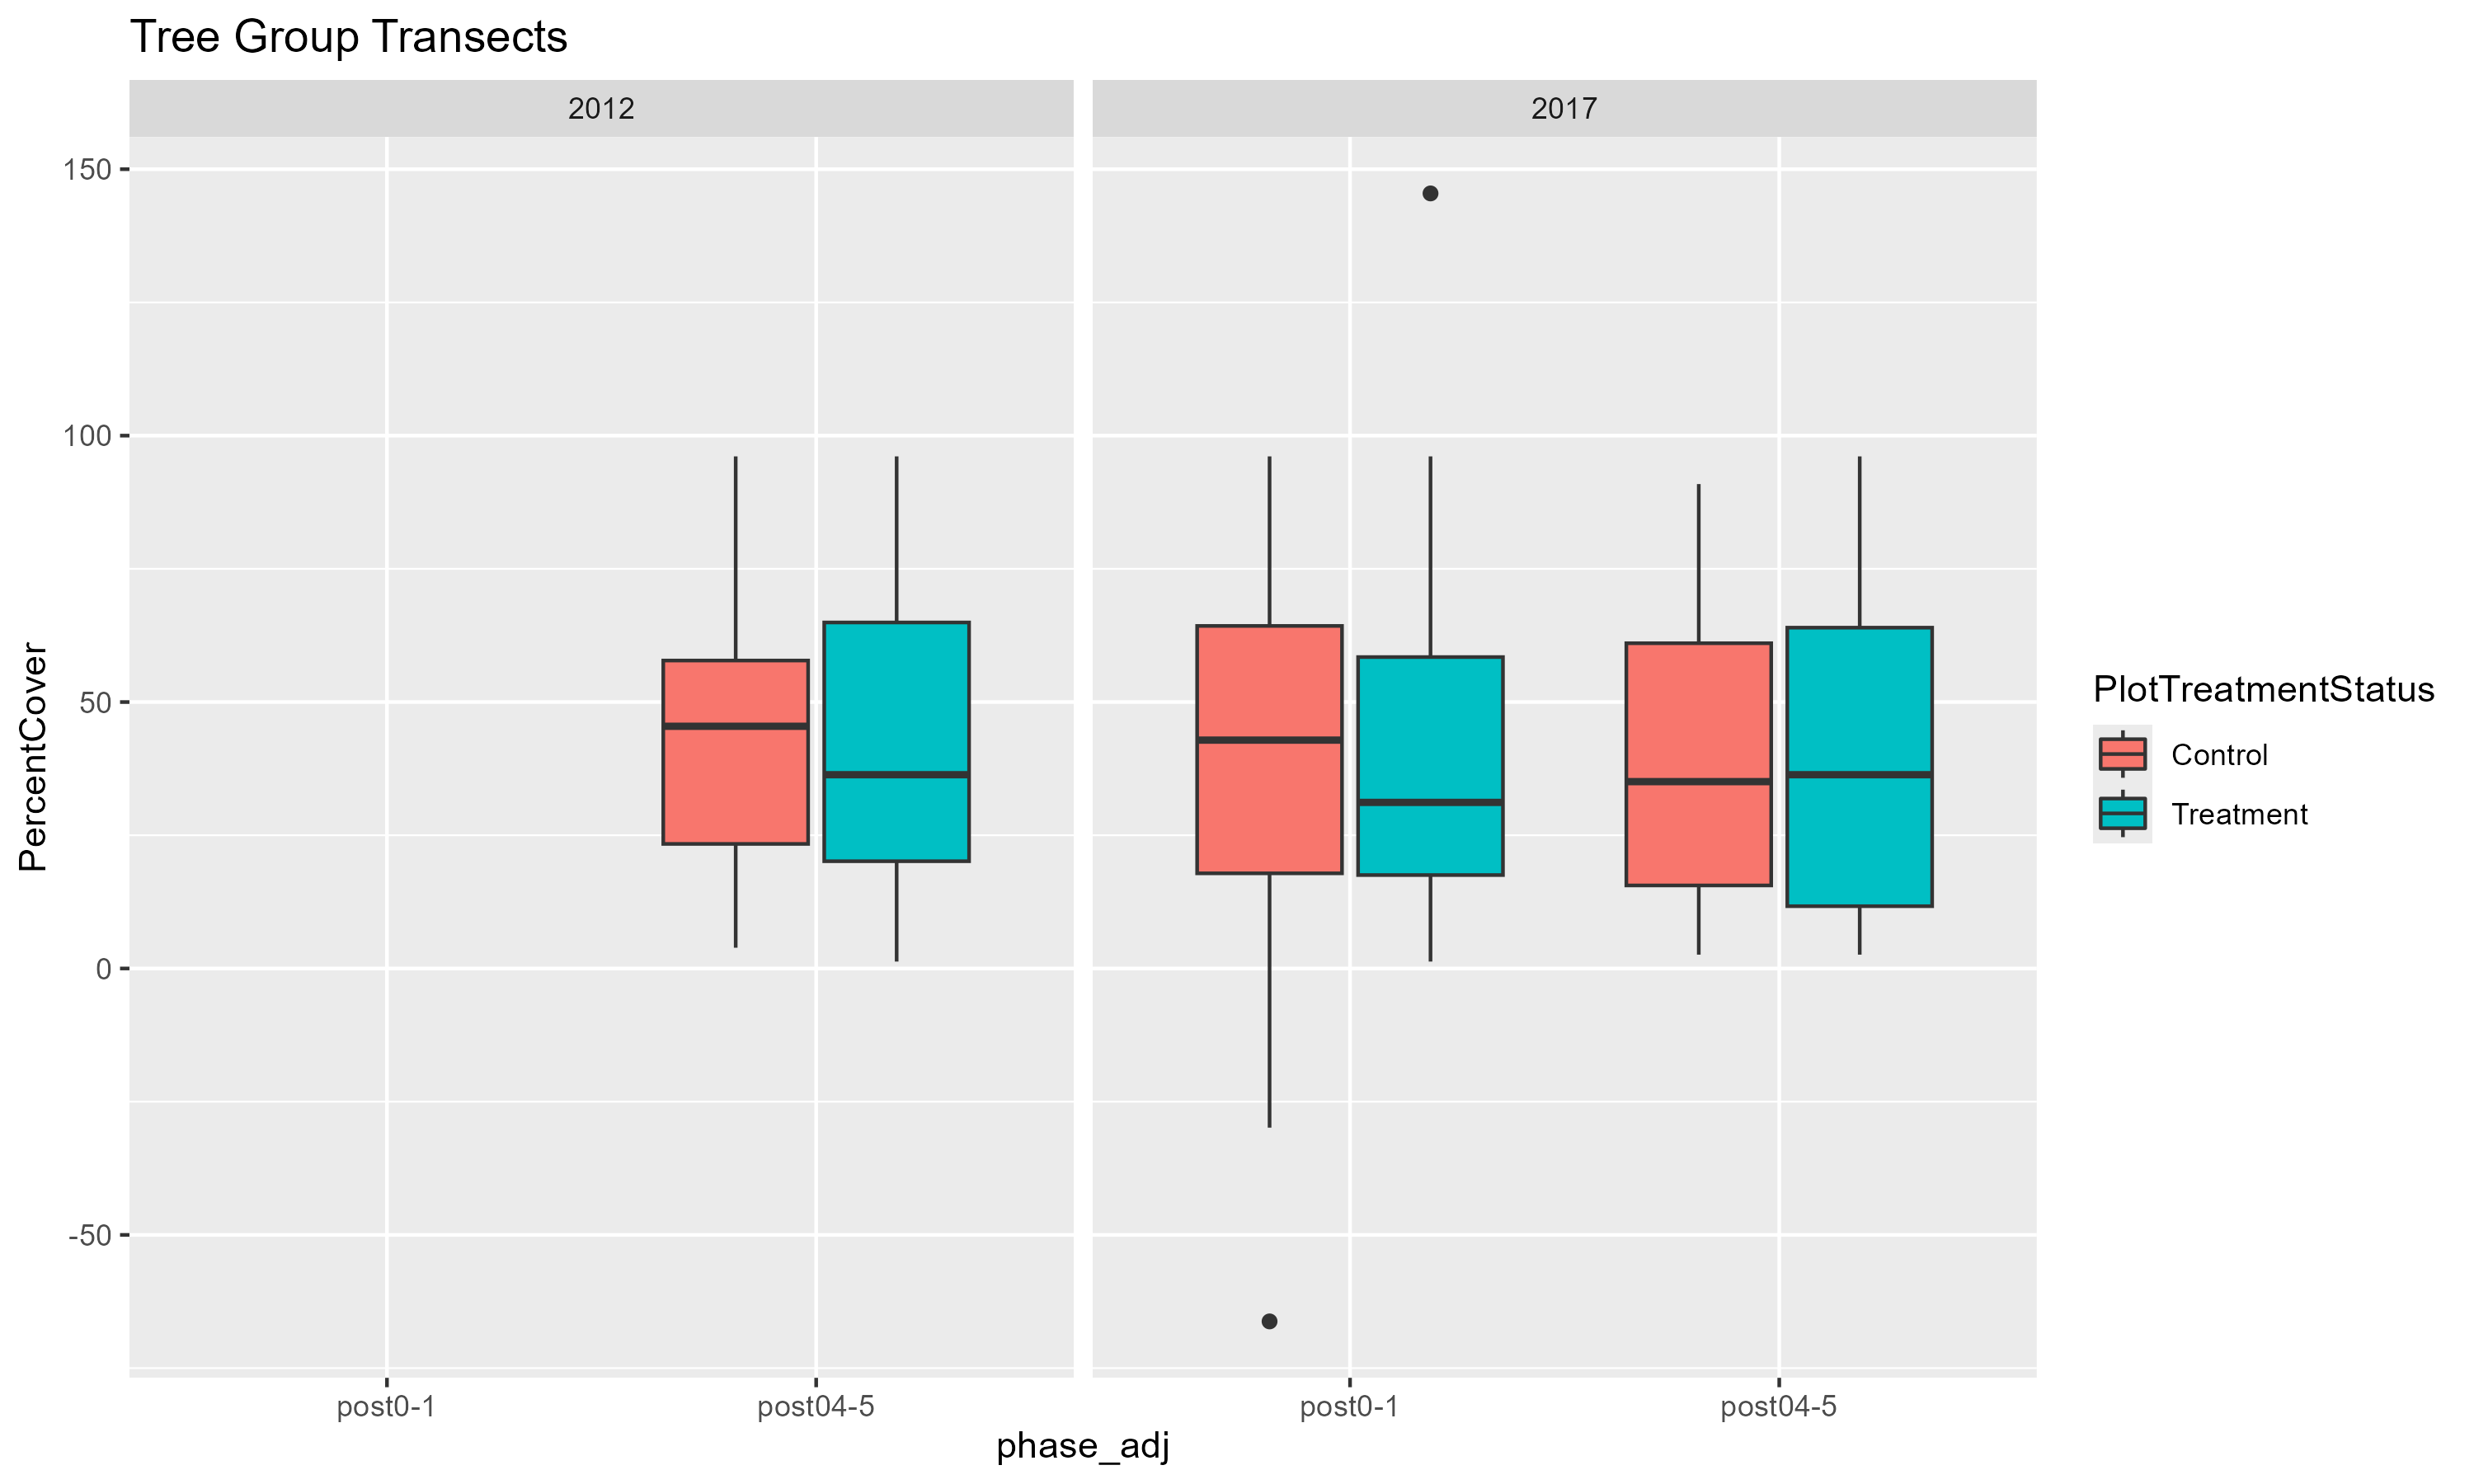 Tree Group Transects
2012
2017
PercentCover
150
100
50
0
-50
post0-1
post04-5
post0-1
post04-5
phase_adj
PlotTreatmentStatus
Control
Treatment